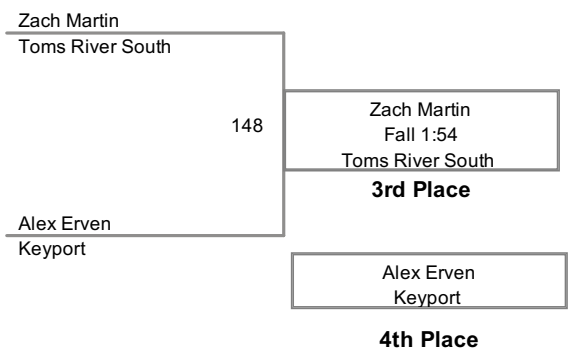 Zach Martin
Toms River South
148
Zach Martin
Fall 1:54
Toms River South
3rd Place
Alex Erven
Keyport
Alex Erven
Keyport
4th Place